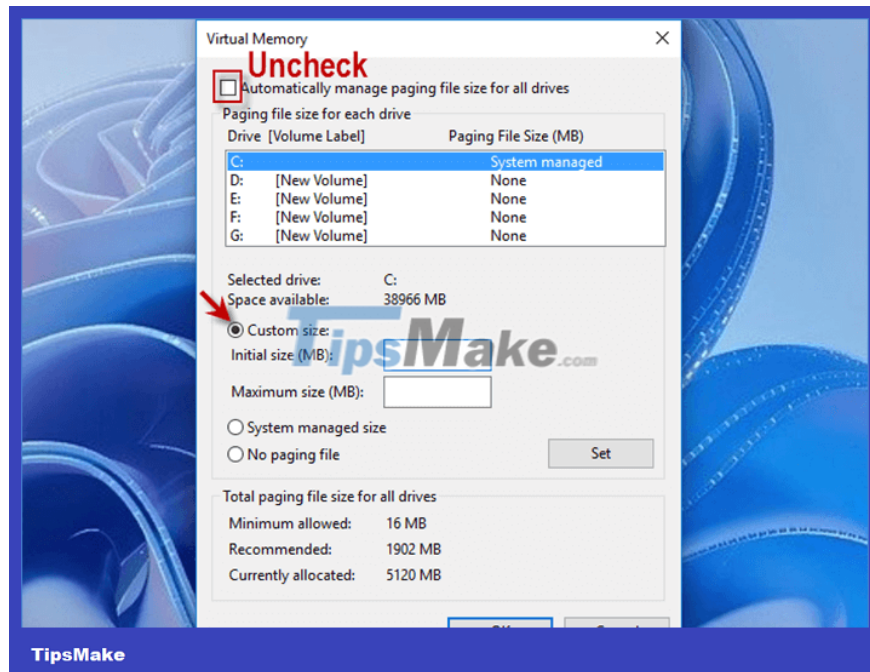 Virtual Memory
Uncheck
Automatically manage paging file size for all drives
Paging file size for each drive
Drive [Volume Label] Paging File Size (MB)
C: System managed
D: [New Volume] None
E: [New Volume] None
F: [New Volume] None
G: [New Volume] None
Selected drive: C:
Space available: 38966 MB
Custom size:
TipsMake.com
Initial size (MB):
Maximum size (MB):
System managed size
No paging file Set
Total paging file size for all drives
Minimum allowed: 16 MB
Recommended: 1902 MB
Currently allocated: 5120 MB
TipsMake